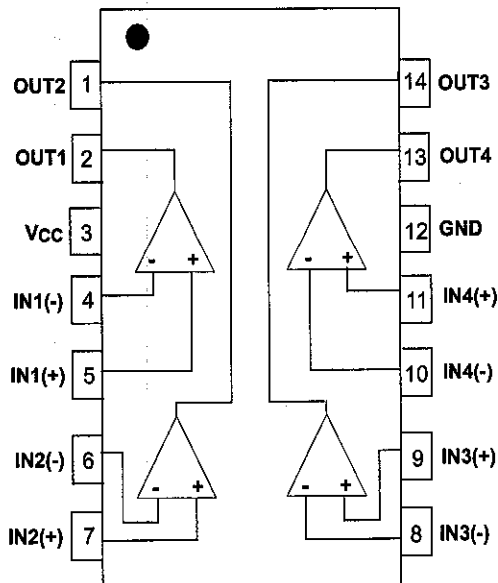 OUT2 1 14 OUT3
OUT1 2 13 OUT4
Vcc 3 12 GND
- + - +
IN1(-) 4 11 IN4(+)
IN1(+) 5 10 IN4(-)
IN2(-) 6 9 IN3(+)
- + - +
IN2(+) 7 8 IN3(-)